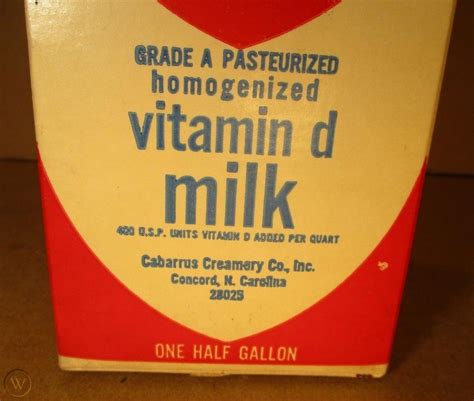 GRADE A PASTEURIZED
homogenized
vitamin d
milk
400 U.S.P. UNITS VITAMIN D ADDED PER QUART
Cabarrus Creamery Co., Inc.
Concord, N. Carolina
28025
ONE HALF GALLON
W